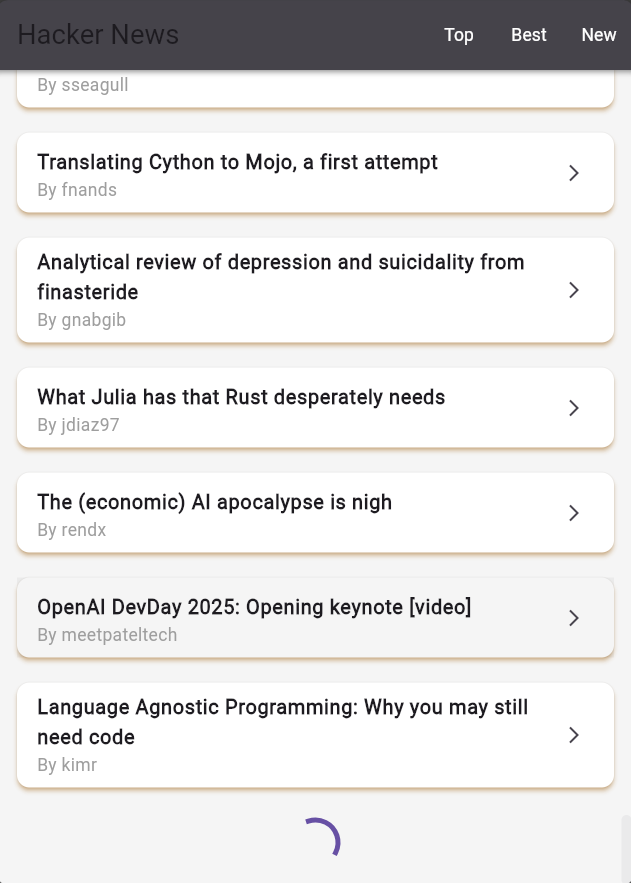 Hacker News
Top
Best
New
By sseagull
Translating Cython to Mojo, a first attempt
By fnands
Analytical review of depression and suicidality from
finasteride
By gnabgib
What Julia has that Rust desperately needs
By jdiaz97
The (economic) AI apocalypse is nigh
By rendx
OpenAI DevDay 2025: Opening keynote [video]
By meetpateltech
Language Agnostic Programming: Why you may still
need code
By kimr